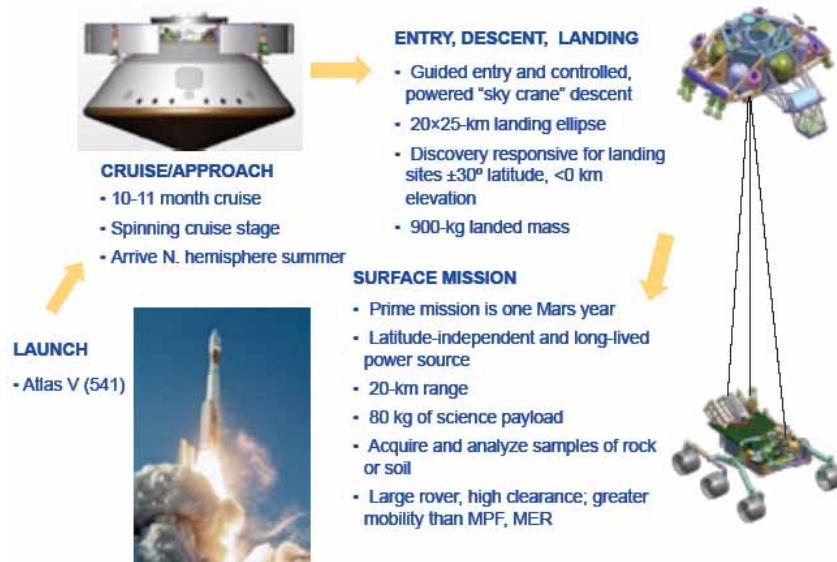 LAUNCH
• Atlas V (541)
CRUISE/APPROACH
• 10-11 month cruise
• Spinning cruise stage
• Arrive N. hemisphere summer
ENTRY, DESCENT, LANDING
• Guided entry and controlled,
powered “sky crane” descent
• 20×25-km landing ellipse
• Discovery responsive for landing
sites ±30º latitude, <0 km
elevation
• 900-kg landed mass
SURFACE MISSION
• Prime mission is one Mars year
• Latitude-independent and long-lived
power source
• 20-km range
• 80 kg of science payload
• Acquire and analyze samples of rock
or soil
• Large rover, high clearance; greater
mobility than MPF, MER